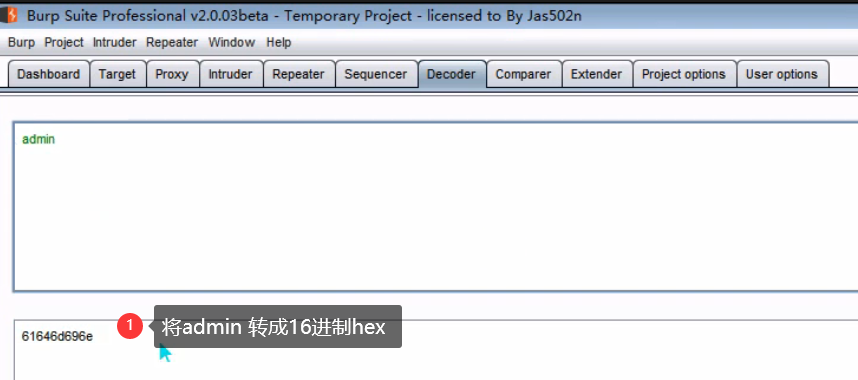 Burp Suite Professional v2.0.03beta - Temporary Project - licensed to By Jas502n
Burp Project Intruder Repeater Window Help
Dashboard Target Proxy Intruder Repeater Sequencer Decoder Comparer Extender Project options User options
admin
61646d696e 1 将admin 转成16进制hex